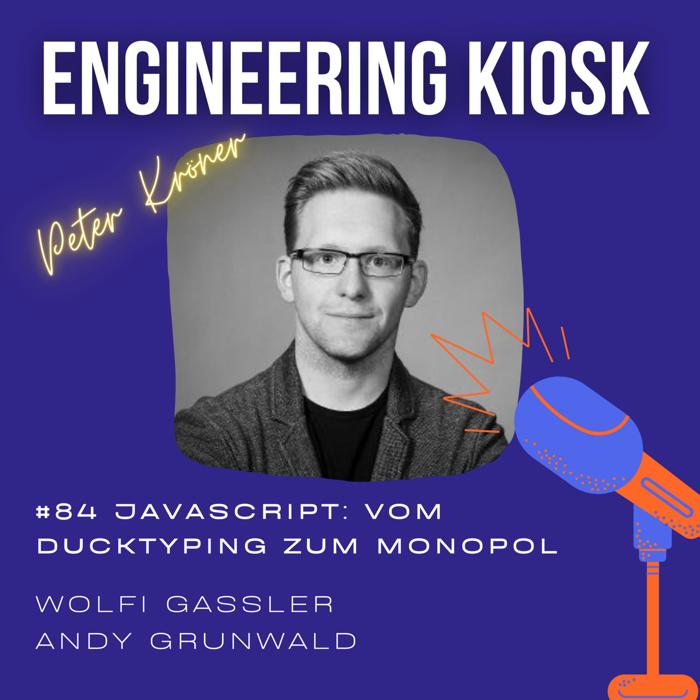 ENGINEERING KIOSK
Peter Kröner
#84 JAVASCRIPT: VOM
DUCKTYPING ZUM MONOPOL
WOLFI GASSLER
ANDY GRUNWALD